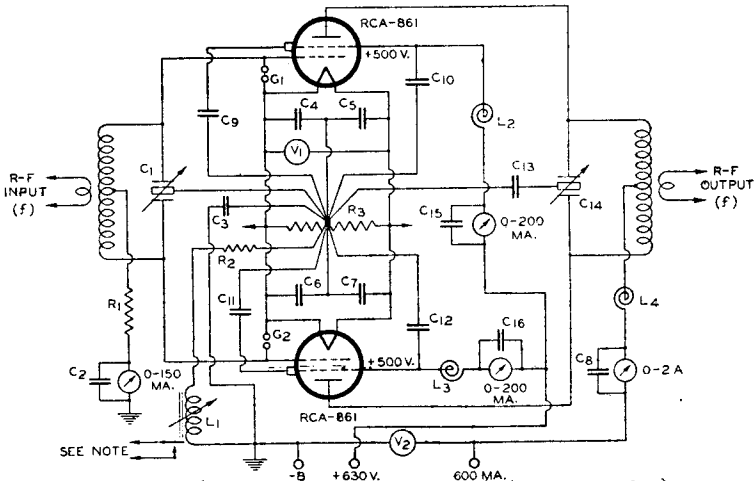 RCA-861
+500 V.
G1
C10
C9
C4
C5
L2
V1
R-F
INPUT
(f)
C1
C13
R-F
OUTPUT
(f)
C3
R3
C15
0-200
MA.
C14
R2
R1
C11
C6
C7
L4
C12
C16
G2
C2
0-150
MA.
+500 V.
L3
0-200
MA.
C8
0-2 A
L1
RCA-861
SEE NOTE
V2
-B
+630 V.
600 MA.